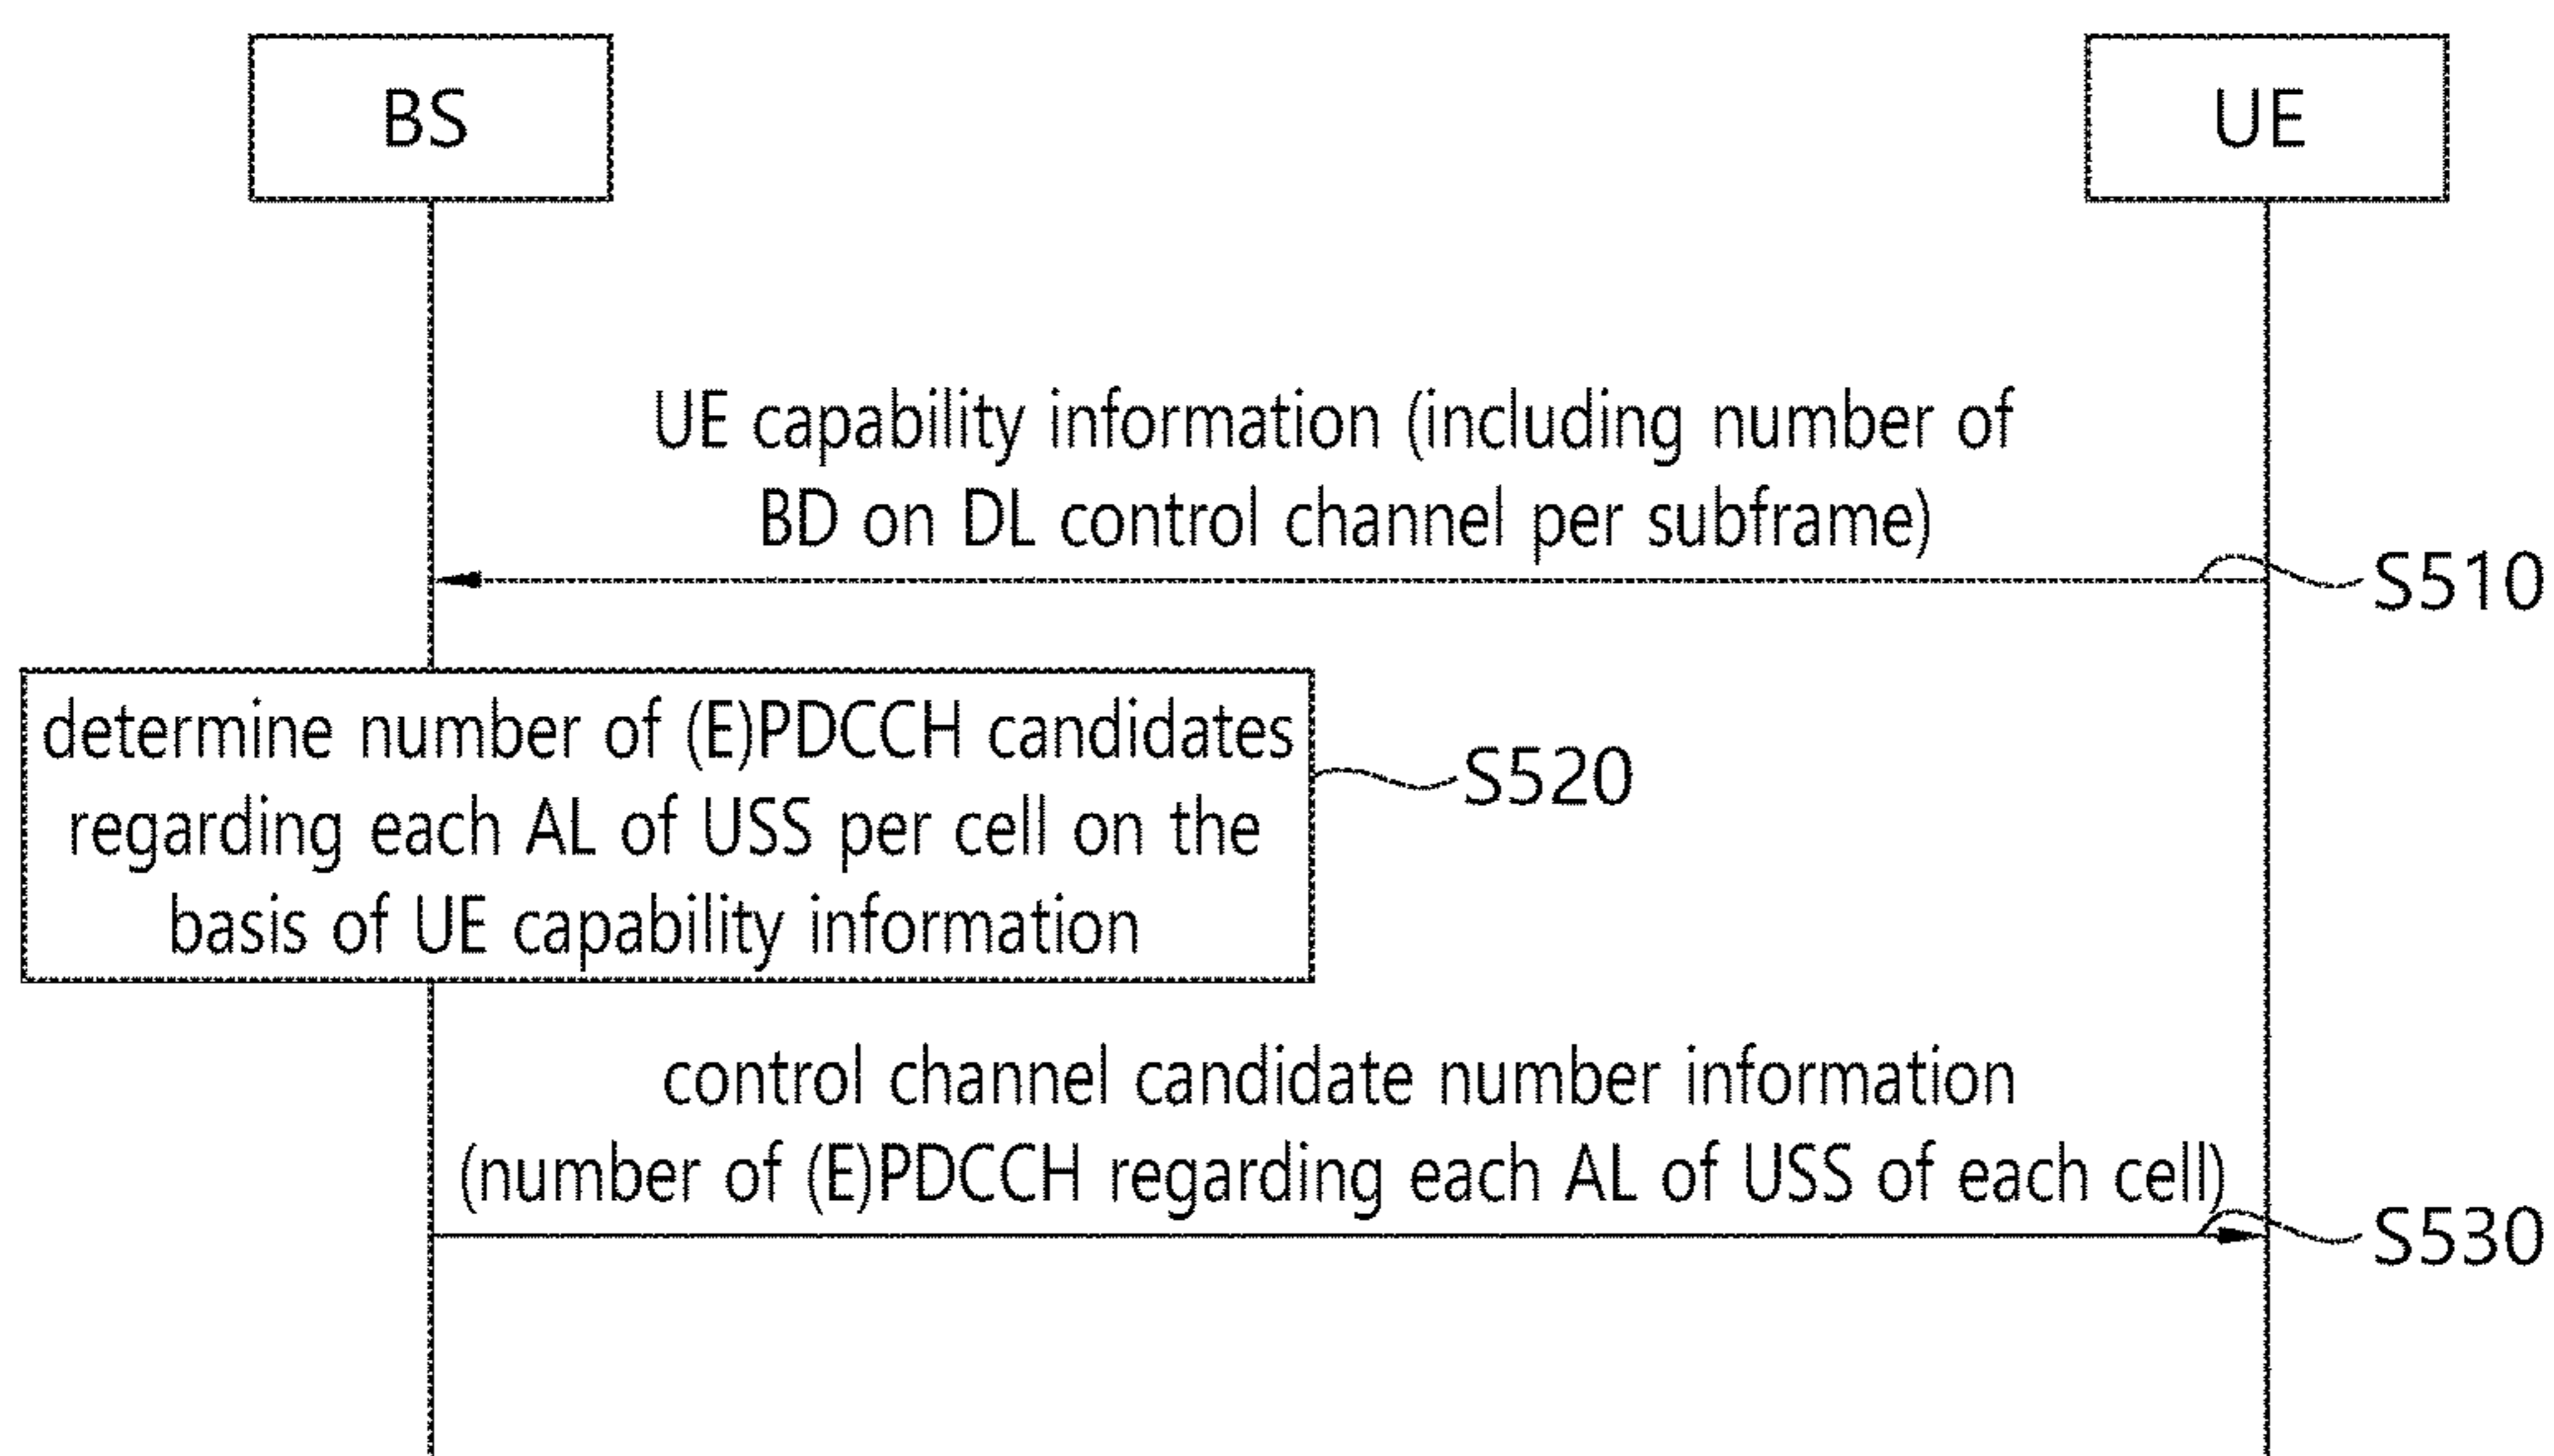 BS
UE
UE capability information (including number of
BD on DL control channel per subframe)
S510
determine number of (E)PDCCH candidates
regarding each AL of USS per cell on the
basis of UE capability information
S520
control channel candidate number information
(number of (E)PDCCH regarding each AL of USS of each cell)
S530